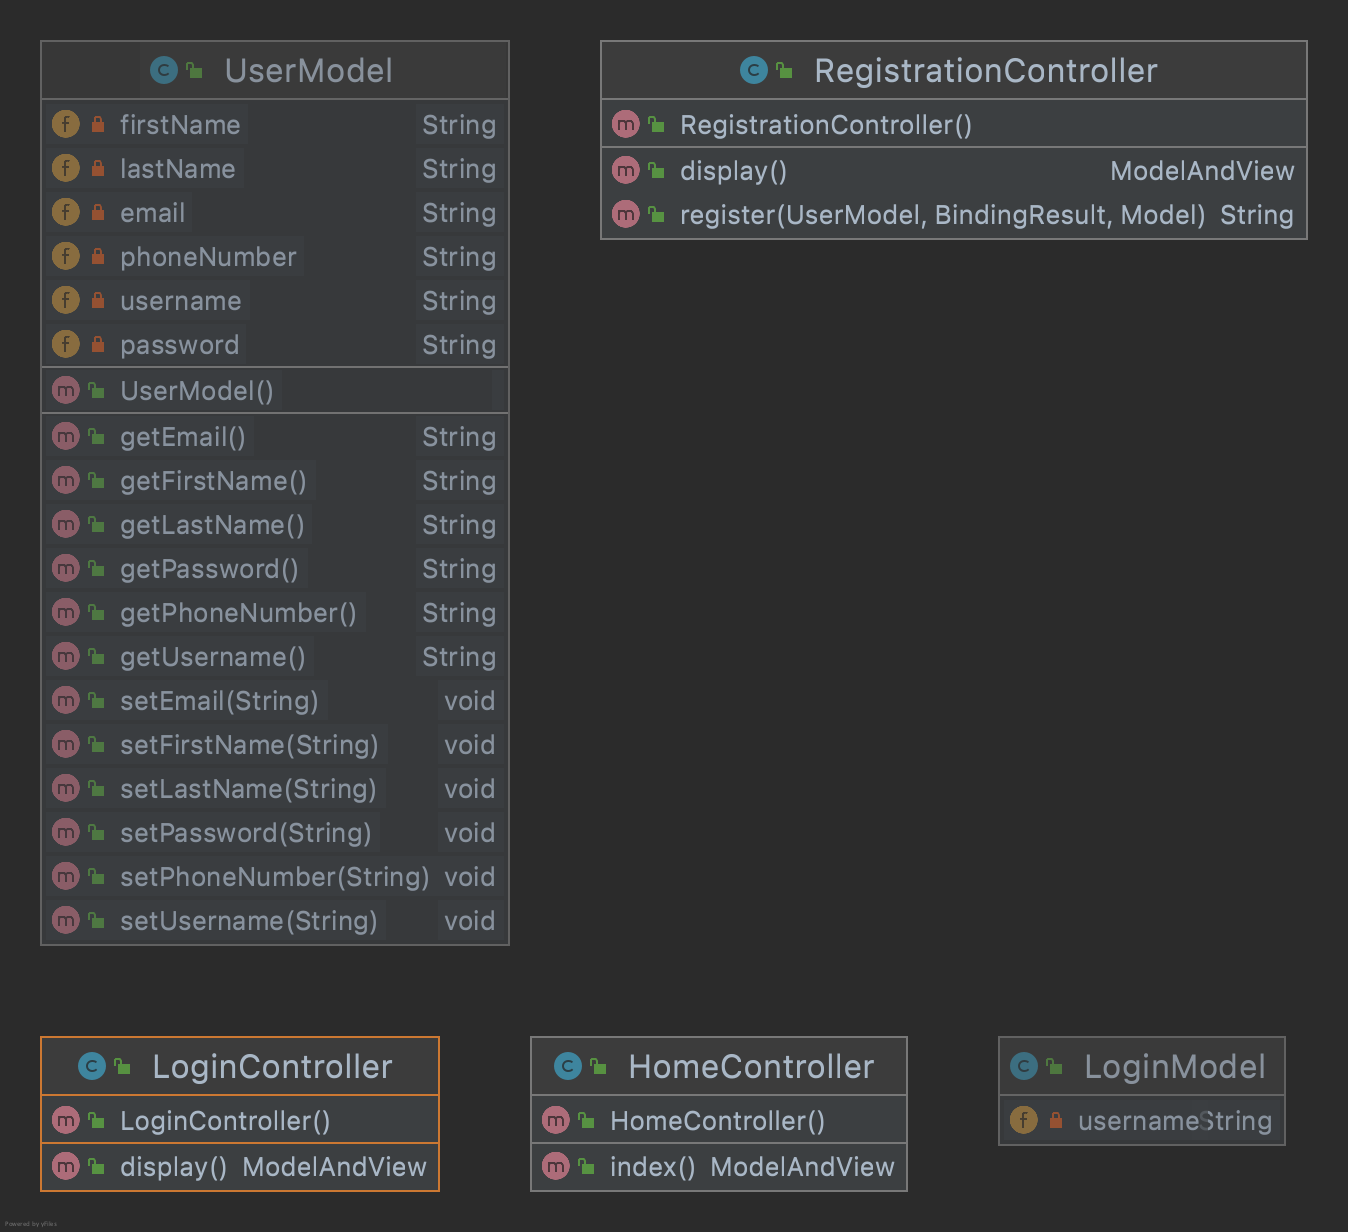 UserModel
firstName String
lastName String
email String
phoneNumber String
username String
password String
UserModel()
getEmail() String
getFirstName() String
getLastName() String
getPassword() String
getPhoneNumber() String
getUsername() String
setEmail(String) void
setFirstName(String) void
setLastName(String) void
setPassword(String) void
setPhoneNumber(String) void
setUsername(String) void
RegistrationController
RegistrationController()
display() ModelAndView
register(UserModel, BindingResult, Model) String
LoginController
LoginController()
display() ModelAndView
HomeController
HomeController()
index() ModelAndView
LoginModel
username String
Powered by yFiles